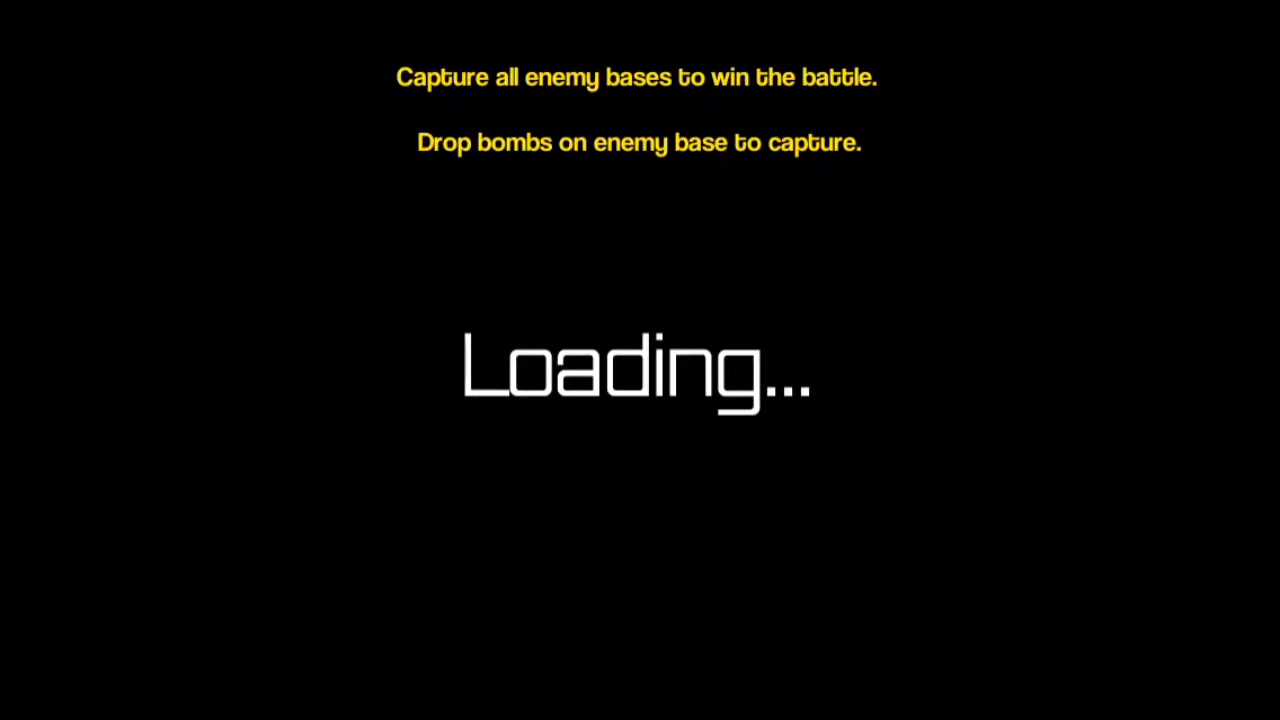 Capture all enemy bases to win the battle.
Drop bombs on enemy base to capture.
Loading...